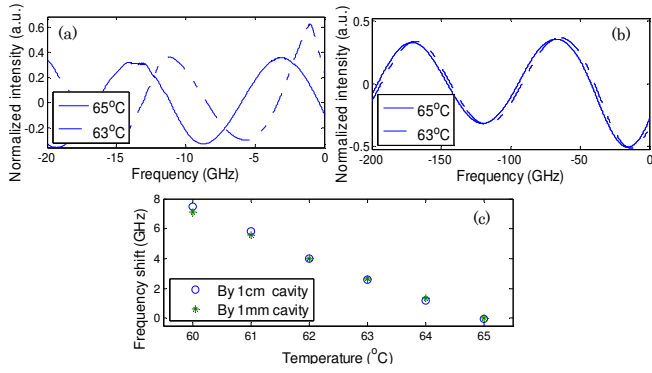 Normalized intensity (a.u.)
(a)
0.6
0.4
0.2
0
-0.2
65°C
63°C
-20
-15
-10
-5
0
Frequency (GHz)
Normalized intensity (a.u.)
(b)
0.5
0
-0.5
65°C
63°C
-200
-100
0
Frequency (GHz)
Frequency shift (GHz)
(c)
8
6
4
2
0
By 1cm cavity
By 1mm cavity
60
61
62
63
64
65
Temperature (°C)